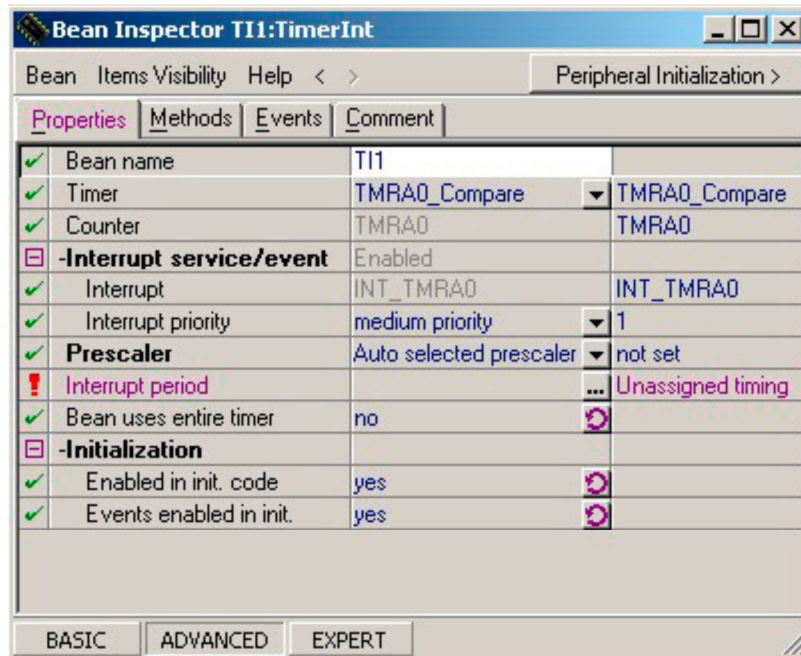 Bean Inspector TI1:TimerInt
Bean Items Visibility Help < > Peripheral Initialization >
Properties Methods Events Comment
Bean name TI1
Timer TMRA0_Compare TMRA0_Compare
Counter TMRA0 TMRA0
-Interrupt service/event Enabled
Interrupt INT_TMRA0 INT_TMRA0
Interrupt priority medium priority 1
Prescaler Auto selected prescaler not set
Interrupt period ... Unassigned timing
Bean uses entire timer no
-Initialization
Enabled in init. code yes
Events enabled in init. yes
BASIC ADVANCED EXPERT